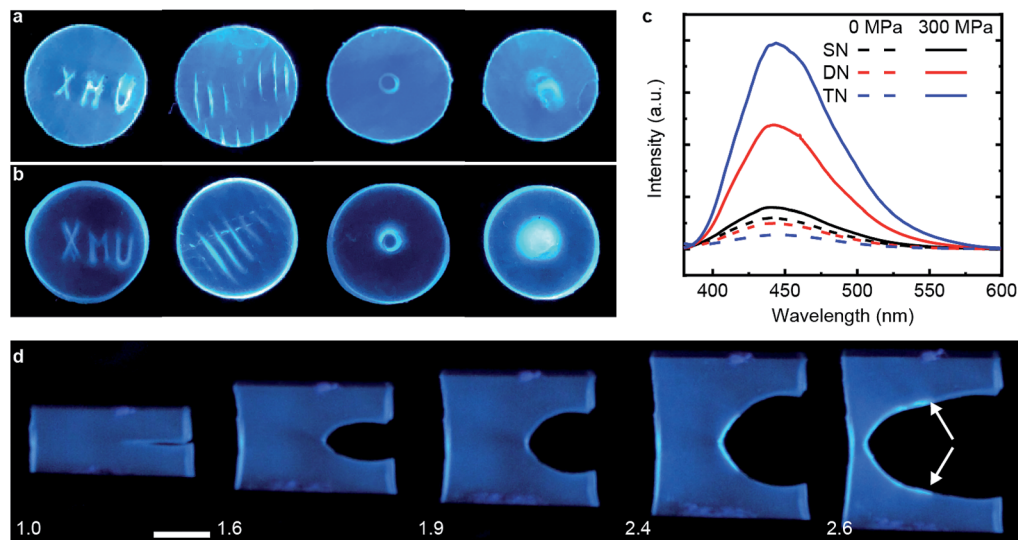 a
XMU
b
XMU
c
0 MPa 300 MPa
SN
DN
TN
Intensity (a.u.)
400 450 500 550 600
Wavelength (nm)
d
1.0 1.6 1.9 2.4 2.6